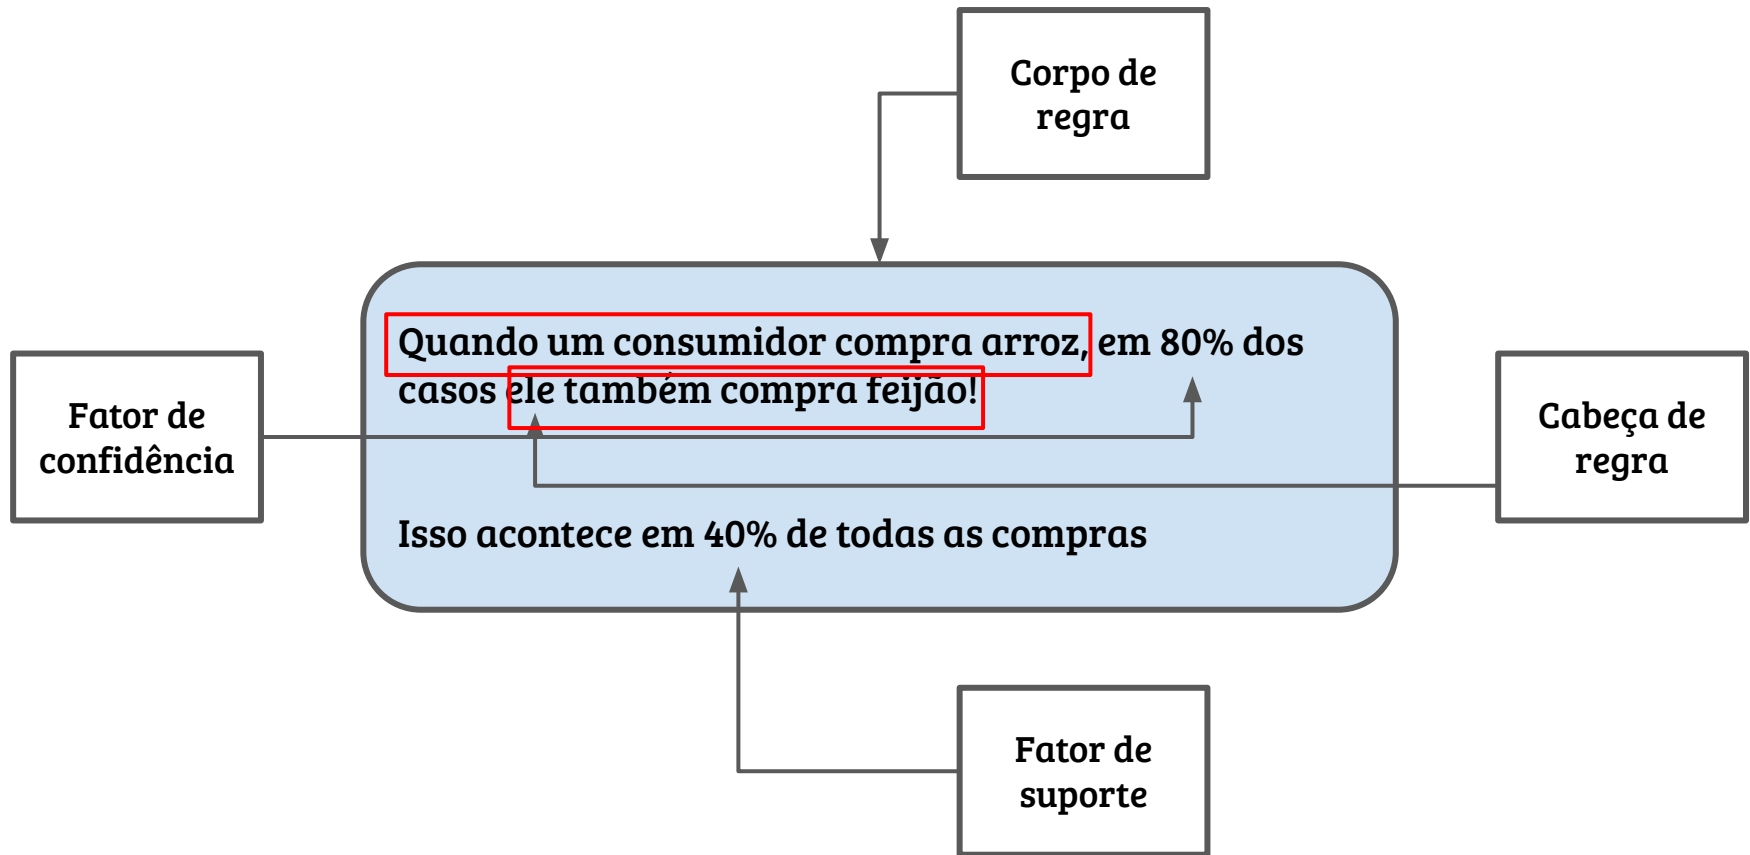 Corpo de
regra
Quando um consumidor compra arroz, em 80% dos
casos ele também compra feijão!
Fator de
confidência
Cabeça de
regra
Isso acontece em 40% de todas as compras
Fator de
suporte